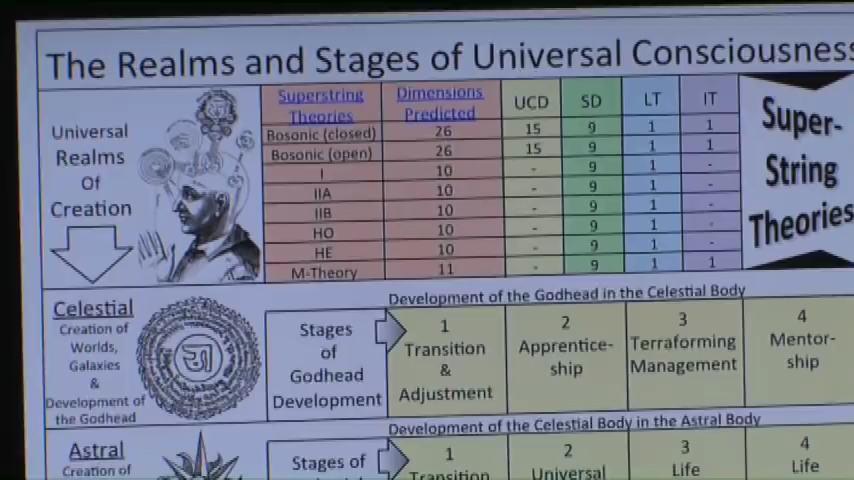 The Realms and Stages of Universal Consciousness
Universal
Realms
Of
Creation
Superstring Theories Dimensions Predicted UCD SD LT IT
Bosonic (closed) 26 15 9 1 1
Bosonic (open) 26 15 9 1 1
I 10 - 9 1 -
IIA 10 - 9 1 -
IIB 10 - 9 1 -
HO 10 - 9 1 -
HE 10 - 9 1 -
M-Theory 11 - 9 1 1
Super-
String
Theories
Celestial
Creation of
Worlds,
Galaxies
&
Development of
the Godhead
Development of the Godhead in the Celestial Body
Stages
of
Godhead
Development
1
Transition
&
Adjustment
2
Apprentice-
ship
3
Terraforming
Management
4
Mentor-
ship
Astral
Creation of
Development of the Celestial Body in the Astral Body
Stages of
1
Transition
2
Universal
3
Life
4
Life